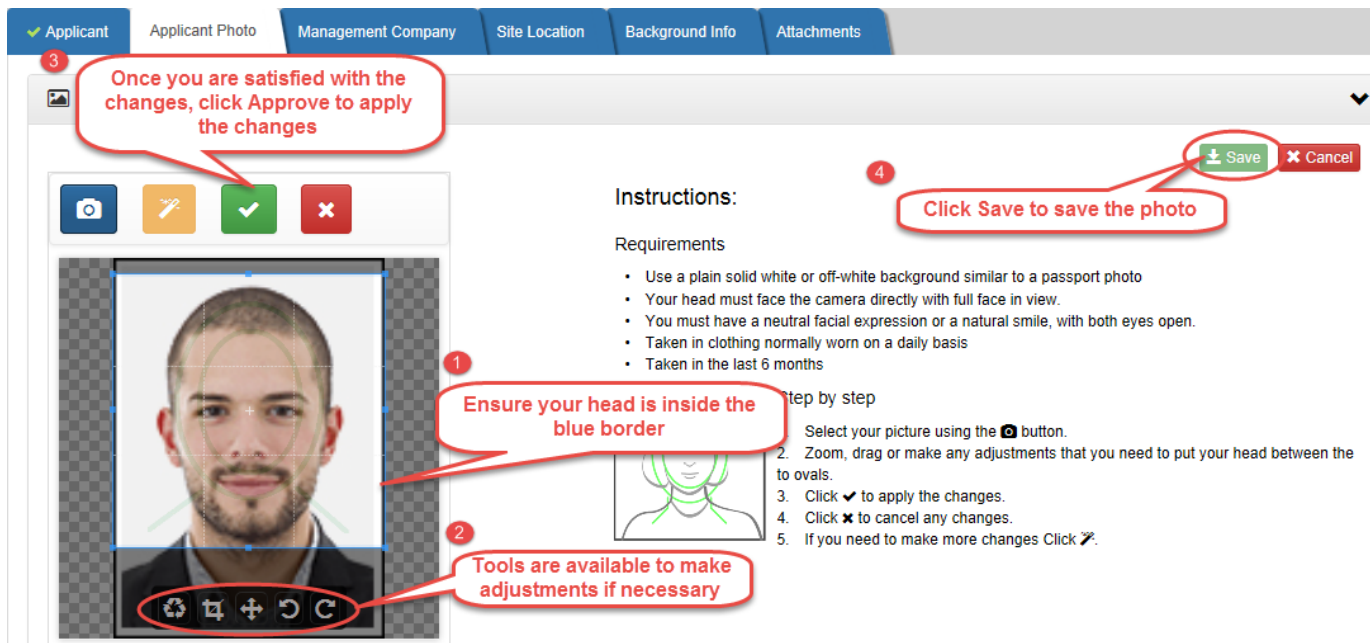 Applicant
Applicant Photo
Management Company
Site Location
Background Info
Attachments
3
Once you are satisfied with the
changes, click Approve to apply
the changes
Save
Cancel
4
Click Save to save the photo
Instructions:
Requirements
• Use a plain solid white or off-white background similar to a passport photo
• Your head must face the camera directly with full face in view.
• You must have a neutral facial expression or a natural smile, with both eyes open.
• Taken in clothing normally worn on a daily basis
• Taken in the last 6 months
1
Ensure your head is inside the
blue border
Step by step
Select your picture using the button.
2. Zoom, drag or make any adjustments that you need to put your head between the
to ovals.
3. Click ✔ to apply the changes.
4. Click ✖ to cancel any changes.
5. If you need to make more changes Click .
2
Tools are available to make
adjustments if necessary